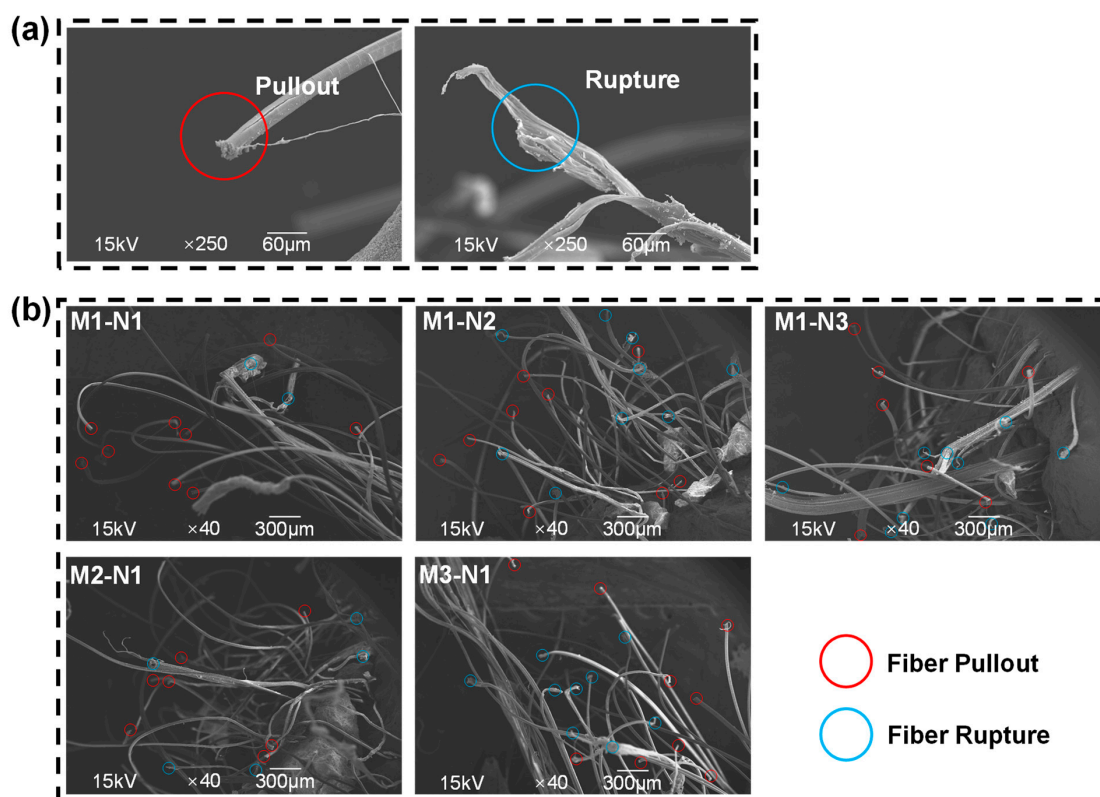 (a)
Pullout
15kV ×250 60μm
Rupture
15kV ×250 60μm
(b)
M1-N1
15kV ×40 300μm
M1-N2
15kV ×40 300μm
M1-N3
15kV ×40 300μm
M2-N1
15kV ×40 300μm
M3-N1
15kV ×40 300μm
Fiber Pullout
Fiber Rupture